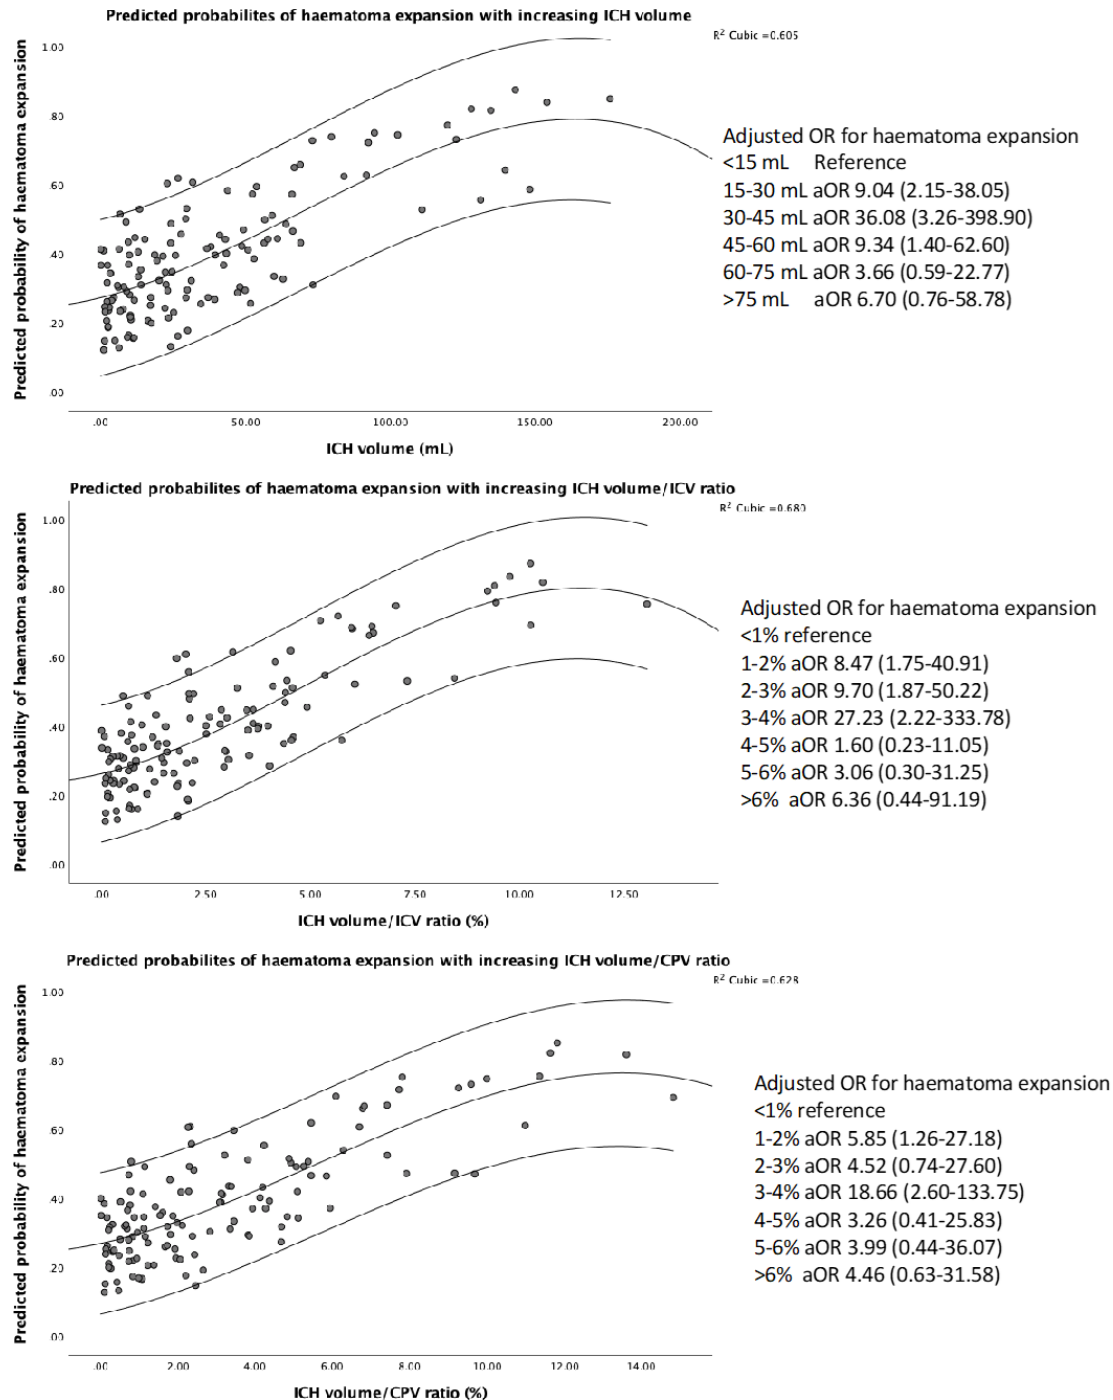 Predicted probabilites of haematoma expansion with increasing ICH volume
R² Cubic =0.605
Predicted probability of haematoma expansion
1.00
.80
.60
.40
.20
.00
.00 50.00 100.00 150.00 200.00
ICH volume (mL)
Adjusted OR for haematoma expansion
<15 mL Reference
15-30 mL aOR 9.04 (2.15-38.05)
30-45 mL aOR 36.08 (3.26-398.90)
45-60 mL aOR 9.34 (1.40-62.60)
60-75 mL aOR 3.66 (0.59-22.77)
>75 mL aOR 6.70 (0.76-58.78)
Predicted probabilites of haematoma expansion with increasing ICH volume/ICV ratio
R² Cubic =0.680
Predicted probability of haematoma expansion
1.00
.80
.60
.40
.20
.00
.00 2.50 5.00 7.50 10.00 12.50
ICH volume/ICV ratio (%)
Adjusted OR for haematoma expansion
<1% reference
1-2% aOR 8.47 (1.75-40.91)
2-3% aOR 9.70 (1.87-50.22)
3-4% aOR 27.23 (2.22-333.78)
4-5% aOR 1.60 (0.23-11.05)
5-6% aOR 3.06 (0.30-31.25)
>6% aOR 6.36 (0.44-91.19)
Predicted probabilites of haematoma expansion with increasing ICH volume/CPV ratio
R² Cubic =0.628
Predicted probability of haematoma expansion
1.00
.80
.60
.40
.20
.00
.00 2.00 4.00 6.00 8.00 10.00 12.00 14.00
ICH volume/CPV ratio (%)
Adjusted OR for haematoma expansion
<1% reference
1-2% aOR 5.85 (1.26-27.18)
2-3% aOR 4.52 (0.74-27.60)
3-4% aOR 18.66 (2.60-133.75)
4-5% aOR 3.26 (0.41-25.83)
5-6% aOR 3.99 (0.44-36.07)
>6% aOR 4.46 (0.63-31.58)